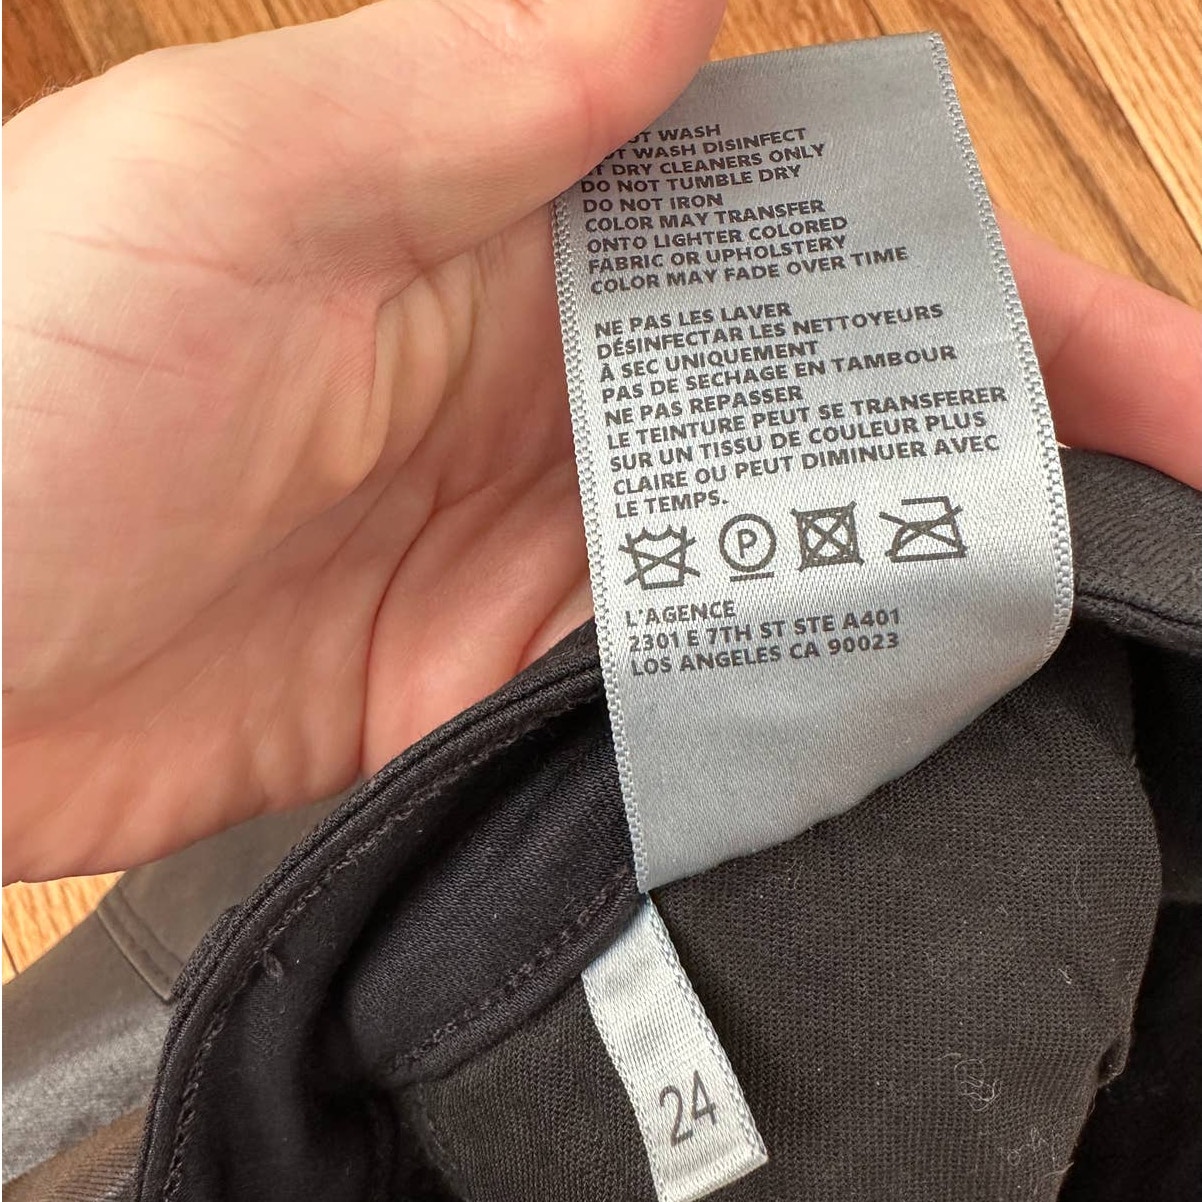 WASH
WASH DISINFECT
DRY CLEANERS ONLY
DO NOT TUMBLE DRY
DO NOT IRON
COLOR MAY TRANSFER
ONTO LIGHTER COLORED
FABRIC OR UPHOLSTERY
COLOR MAY FADE OVER TIME
NE PAS LES LAVER
DÉSINFECTAR LES NETTOYEURS
À SEC UNIQUEMENT
PAS DE SECHAGE EN TAMBOUR
NE PAS REPASSER
LE TEINTURE PEUT SE TRANSFERER
SUR UN TISSU DE COULEUR PLUS
CLAIRE OU PEUT DIMINUER AVEC
LE TEMPS.
P
L'AGENCE
2301 E 7TH ST STE A401
LOS ANGELES CA 90023
24